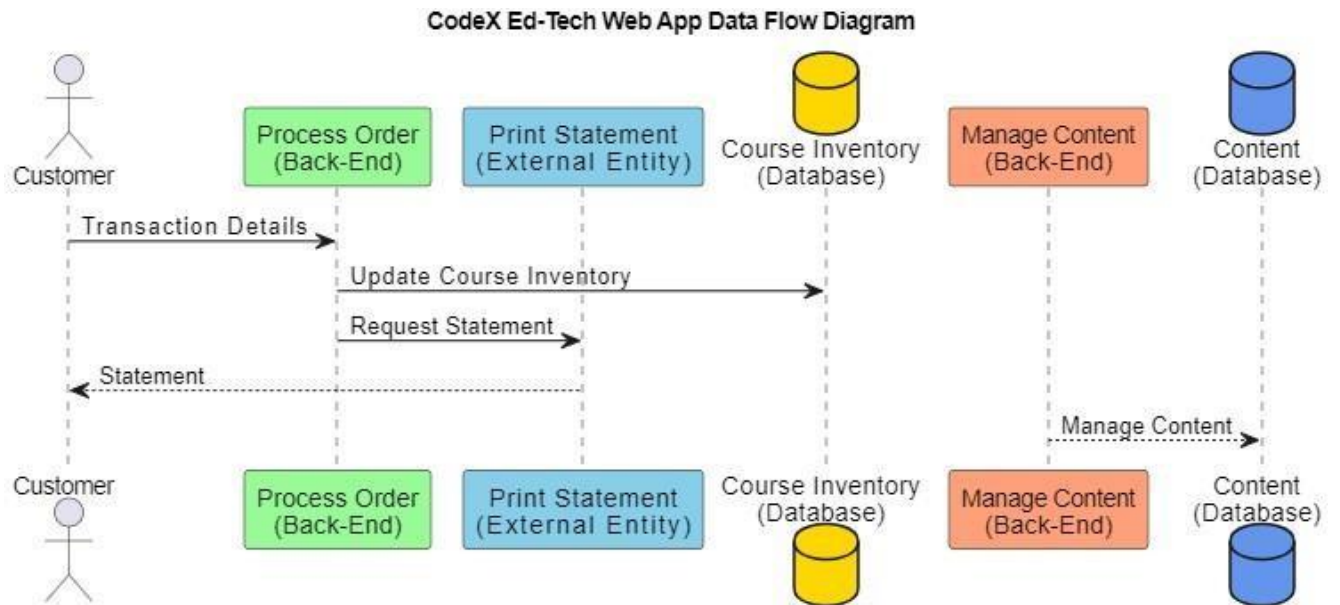 CodeX Ed-Tech Web App Data Flow Diagram
Customer
Process Order
(Back-End)
Print Statement
(External Entity)
Course Inventory
(Database)
Manage Content
(Back-End)
Content
(Database)
Transaction Details
Update Course Inventory
Request Statement
Statement
Manage Content
Customer
Process Order
(Back-End)
Print Statement
(External Entity)
Course Inventory
(Database)
Manage Content
(Back-End)
Content
(Database)